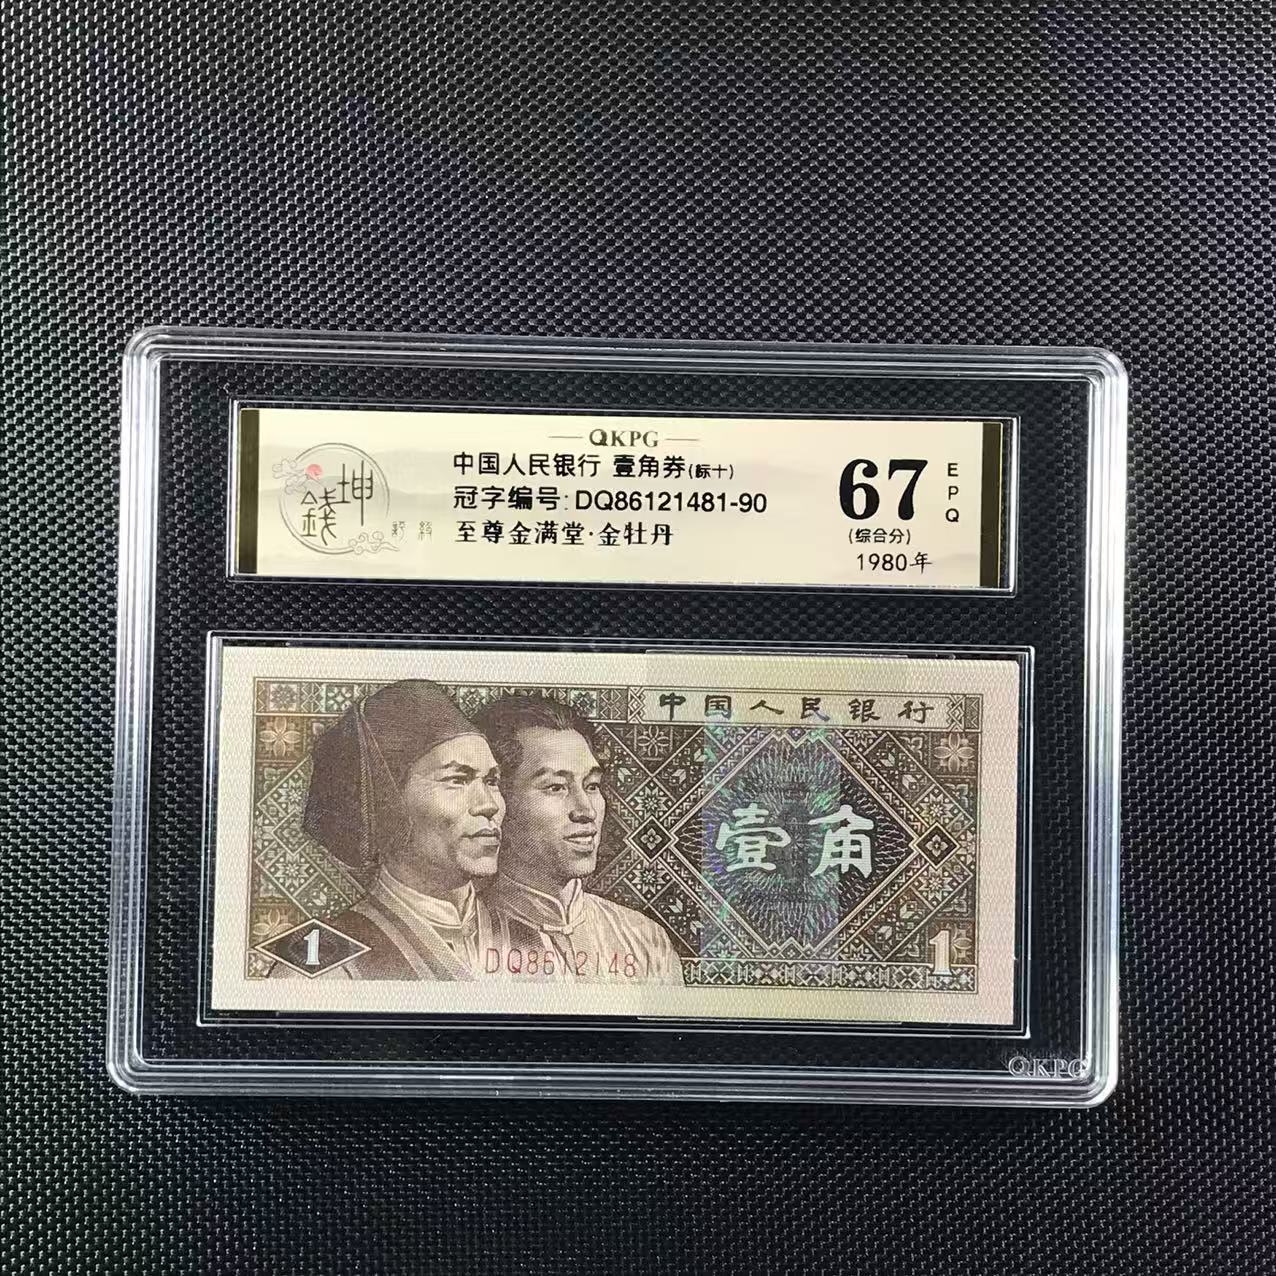 QKPG
中国人民银行 壹角券(标十)
冠字编号: DQ86121481-90
至尊金满堂·金牡丹
坤
錢
67
EPQ
(综合分)
1980年
中国人民银行
壹角
1
DQ86121481
1
QKPG